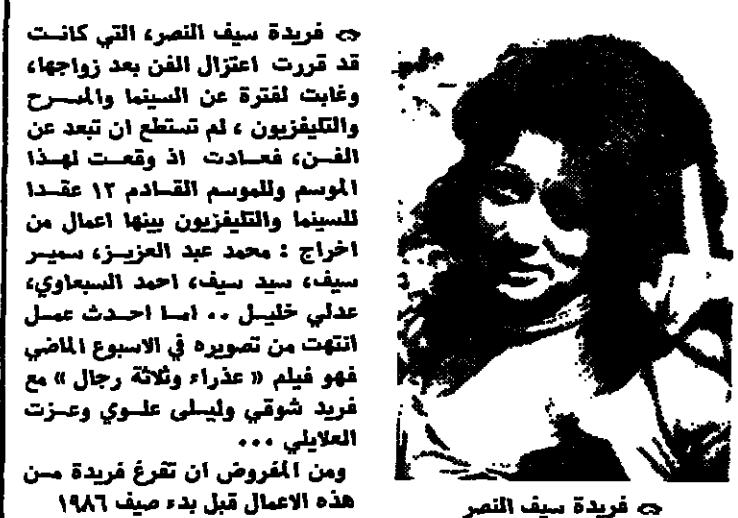 فريدة سيف النصر، التي كانت
قد قررت اعتزال الفن بعد زواجها،
وغابت لفترة عن السينما والمسرح
والتليفزيون ، لم تستطع ان تبعد عن
الفن، فعادت اذ وقعت لهذا
الموسم وللموسم القادم ١٢ عقدا
للسينما والتليفزيون بينها اعمال من
اخراج : محمد عبد العزيز، سمير
سيف، سيد سيف، احمد السبعاوي،
عدلي خليل .. اما احدث عمل
انتهت من تصويره في الاسبوع الماضي
فهو فيلم « عذراء وثلاثة رجال » مع
فريد شوقي وليلى علوي وعزت
العلايلي ...
ومن المفروض ان تفرغ فريدة من
هذه الاعمال قبل بدء صيف ١٩٨٦
فريدة سيف النصر